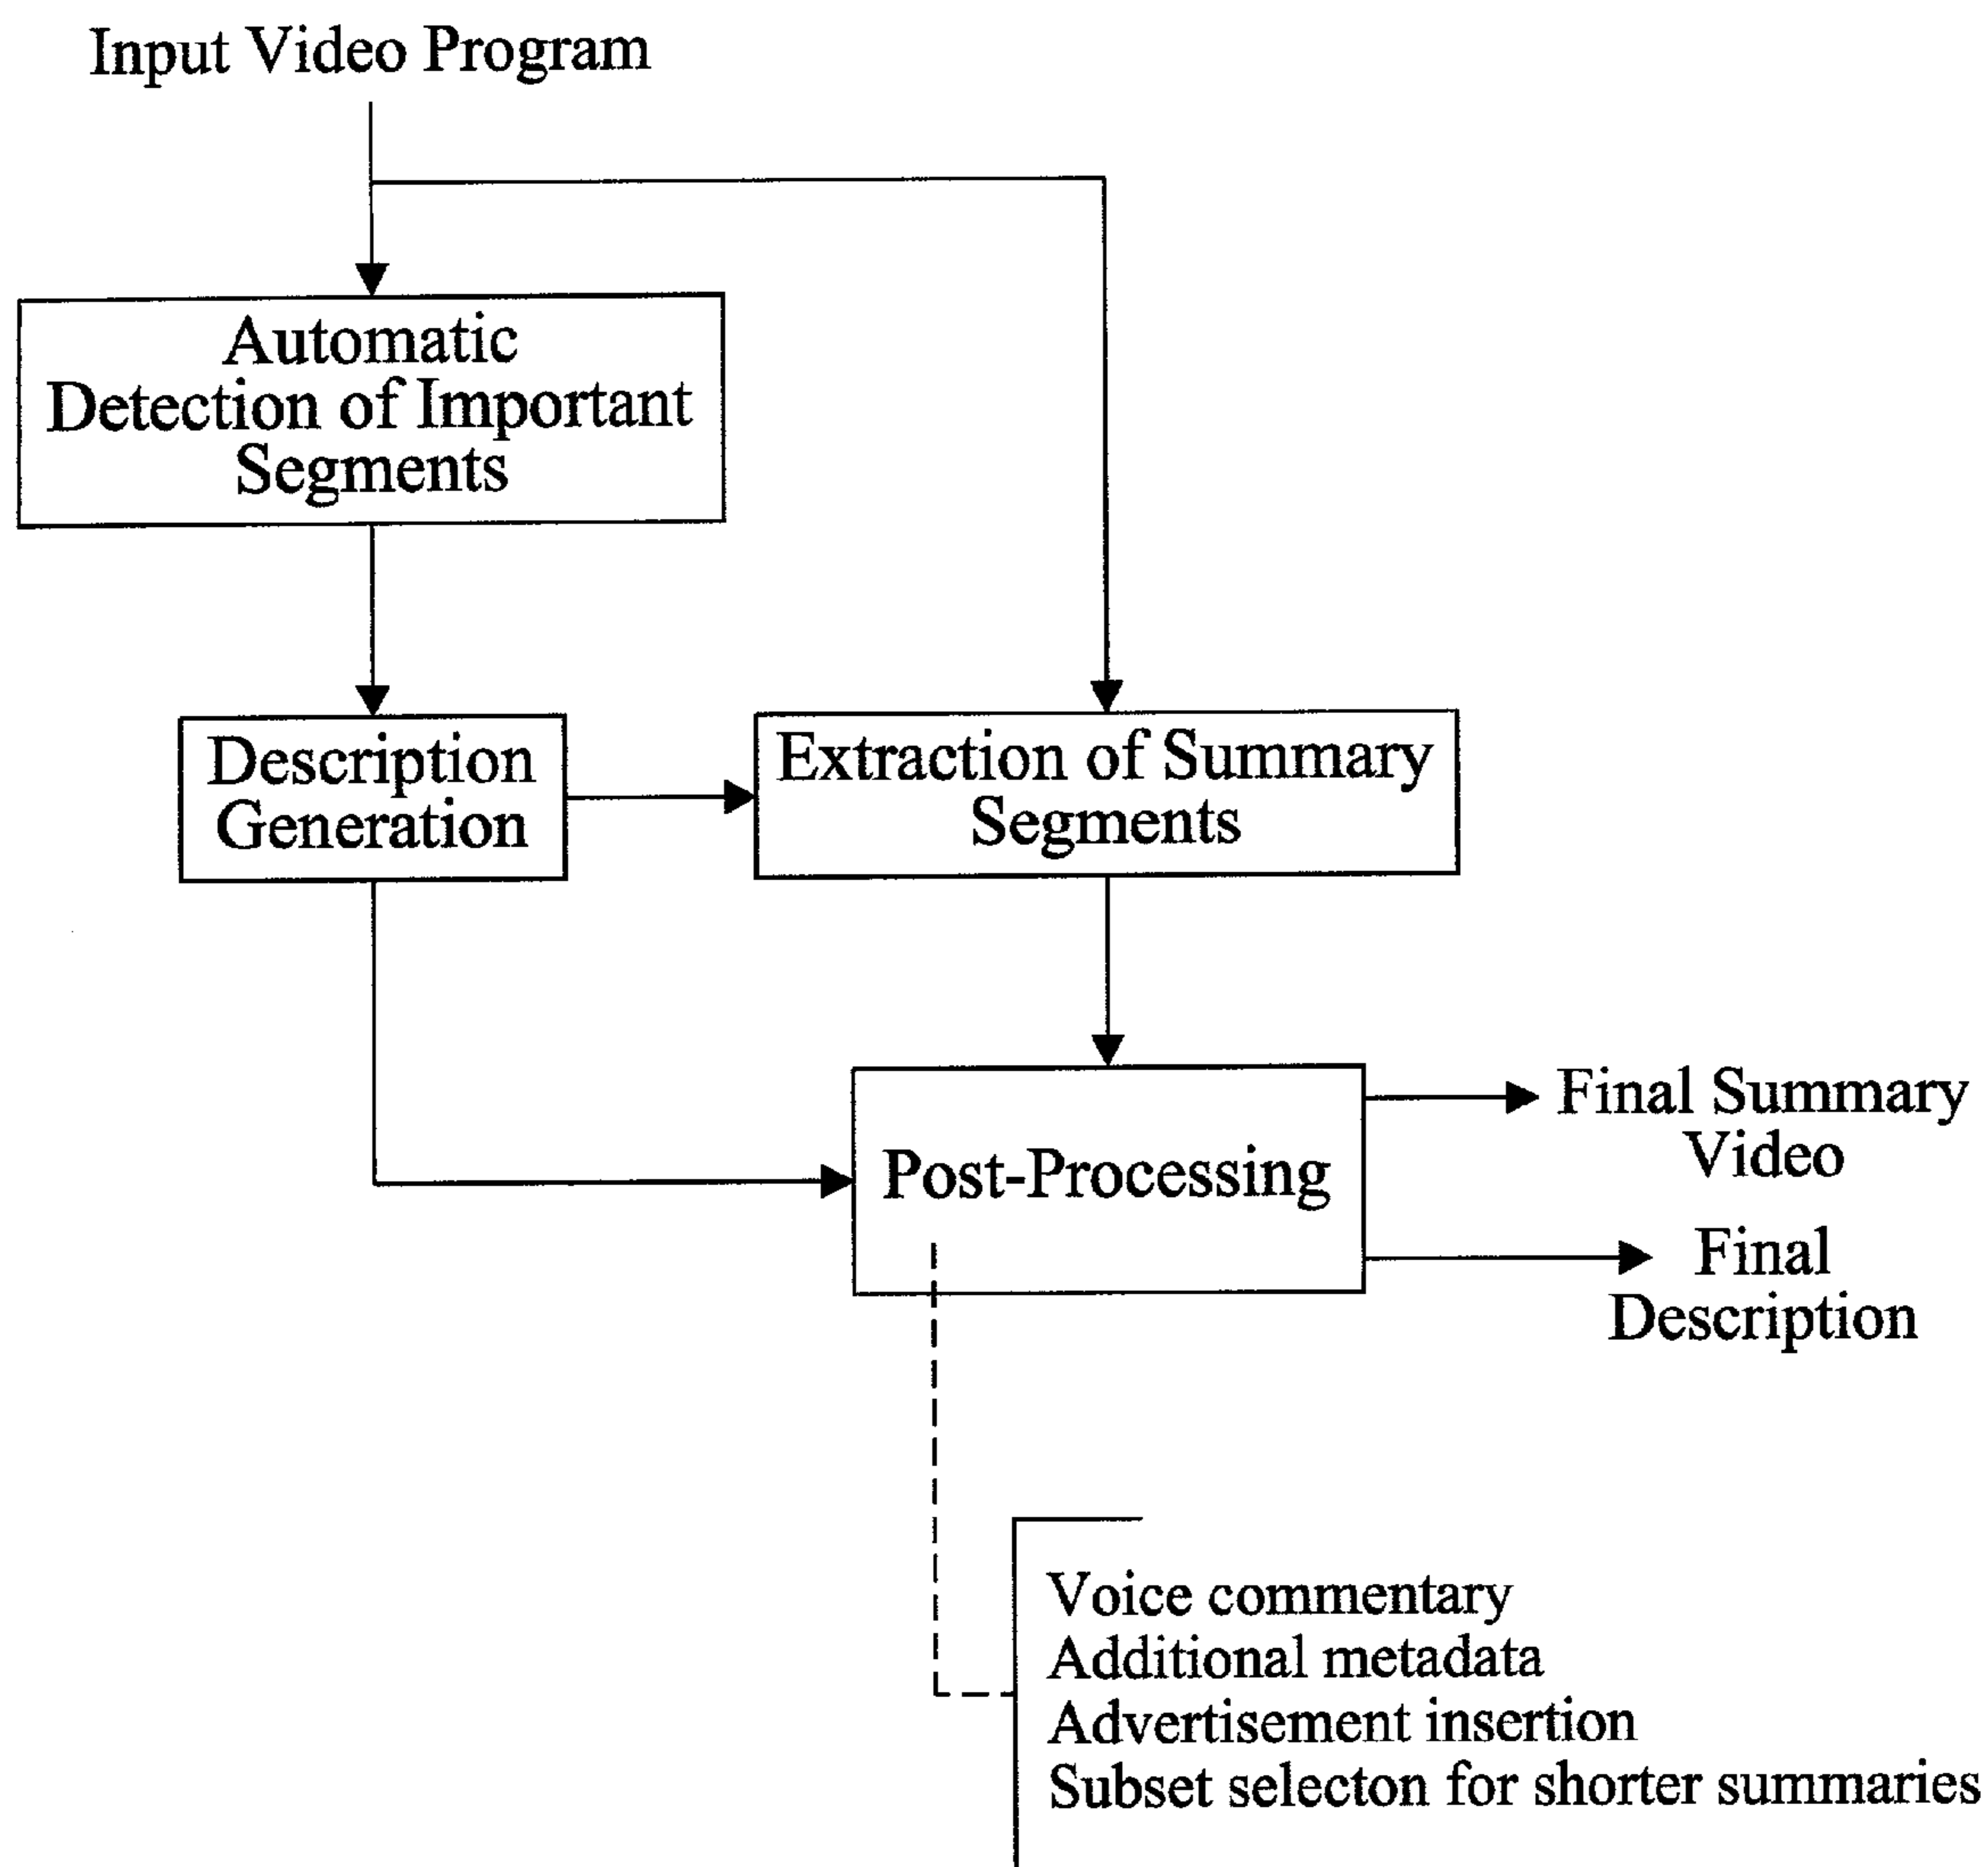 Input Video Program
Automatic
Detection of Important
Segments
Description
Generation
Extraction of Summary
Segments
Post-Processing
Final Summary
Video
Final
Description
Voice commentary
Additional metadata
Advertisement insertion
Subset selecton for shorter summaries